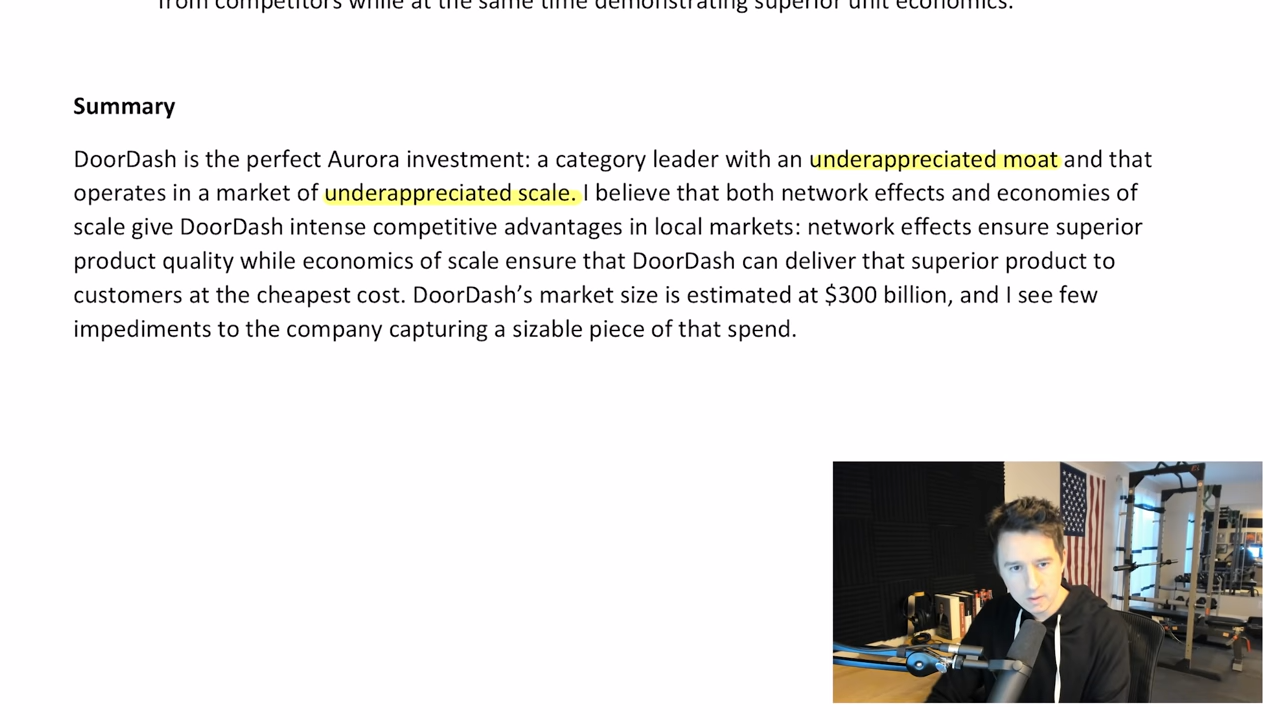 from competitors while at the same time demonstrating superior unit economics.
Summary
DoorDash is the perfect Aurora investment: a category leader with an underappreciated moat and that
operates in a market of underappreciated scale. I believe that both network effects and economies of
scale give DoorDash intense competitive advantages in local markets: network effects ensure superior
product quality while economics of scale ensure that DoorDash can deliver that superior product to
customers at the cheapest cost. DoorDash’s market size is estimated at $300 billion, and I see few
impediments to the company capturing a sizable piece of that spend.